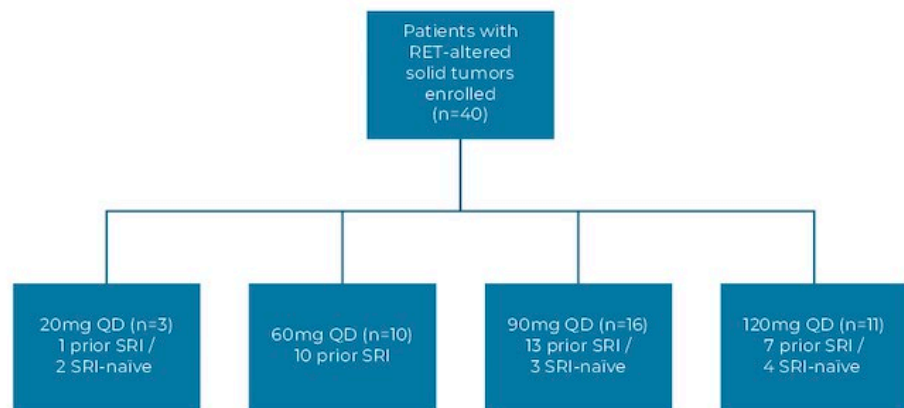 Patients with
RET-altered
solid tumors
enrolled
(n=40)
20mg QD (n=3)
1 prior SRI /
2 SRI-naïve
60mg QD (n=10)
10 prior SRI
90mg QD (n=16)
13 prior SRI /
3 SRI-naïve
120mg QD (n=11)
7 prior SRI /
4 SRI-naïve